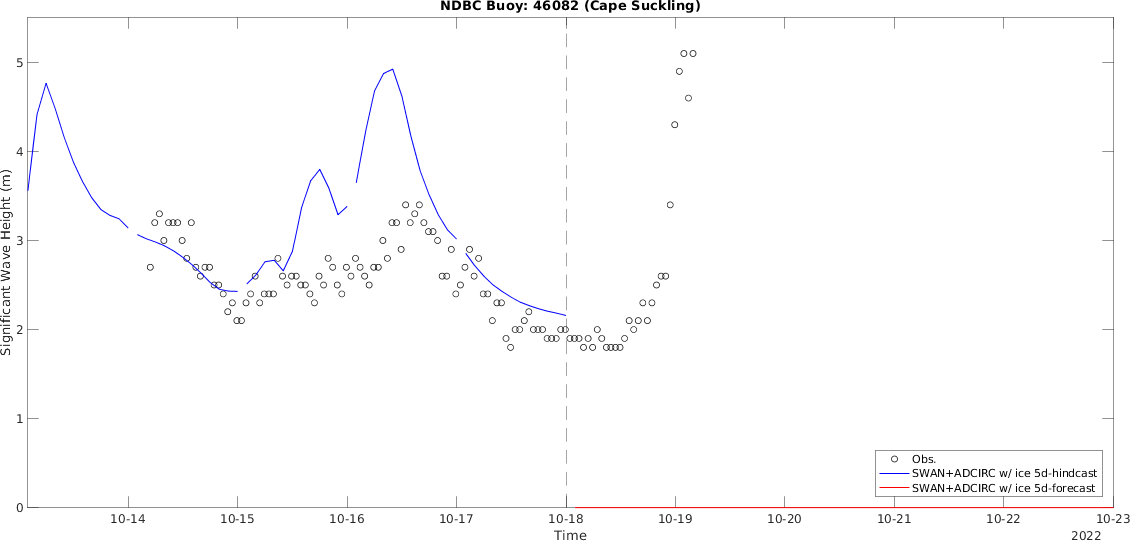 NDBC Buoy: 46082 (Cape Suckling)
Significant Wave Height (m)
5
4
3
2
1
0
Obs.
SWAN+ADCIRC w/ ice 5d-hindcast
SWAN+ADCIRC w/ ice 5d-forecast
10-14 10-15 10-16 10-17 10-18 10-19 10-20 10-21 10-22 10-23
Time
2022